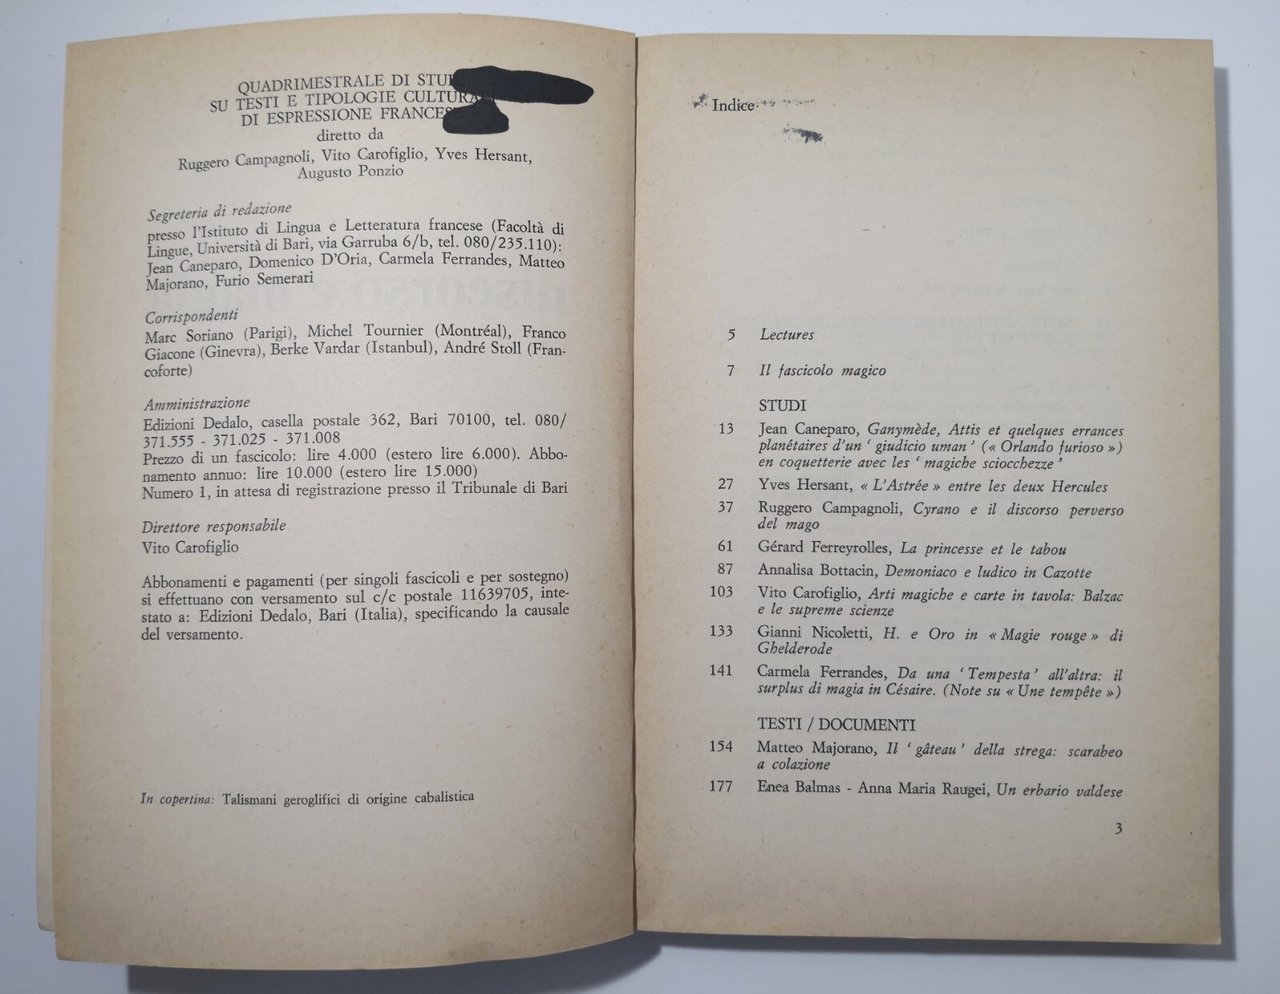 QUADRIMESTRALE DI
SU TESTI E TIPOLOGIE
DI ESPRESSIONE
diretto da
Ruggero Campagnoli, Vito Carofiglio, Yves Hersant,
Augusto Ponzio
Segreteria di redazione
presso l'Istituto di Lingua e Letteratura francese (Facoltà di
Lingue, Università di Bari, via Garruba 6/b, tel. 080/235.110):
Jean Caneparo, Domenico D'Oria, Carmela Ferrandes, Matteo
Majorano, Furio Semerari
Corrispondenti
Marc Soriano (Parigi), Michel Tournier (Montréal), Franco
Giacone (Ginevra), Berke Vardar (Istanbul), André Stoll (Fran-
coforte)
Amministrazione
Edizioni Dedalo, casella postale 362, Bari 70100, tel. 080/
371.555 - 371.025 - 371.008
Prezzo di un fascicolo: lire 4.000 (estero lire 6.000). Abbo-
namento annuo: lire 10.000 (estero lire 15.000)
Numero 1, in attesa di registrazione presso il Tribunale di Bari
Direttore responsabile
Vito Carofiglio
Abbonamenti e pagamenti (per singoli fascicoli e per sostegno)
si effettuano con versamento sul c/c postale 11639705, inte-
stato a: Edizioni Dedalo, Bari (Italia), specificando la causale
del versamento.
In copertina: Talismani geroglifici di origine cabalistica
Indice
5 Lectures
7 Il fascicolo magico
STUDI
13 Jean Caneparo, Ganymède, Attis et quelques errances
planétaires d'un ' giudicio uman ' (« Orlando furioso »)
en coquetterie avec les ' magiche sciocchezze '
27 Yves Hersant, « L'Astrée » entre les deux Hercules
37 Ruggero Campagnoli, Cyrano e il discorso perverso
del mago
61 Gérard Ferreyrolles, La princesse et le tabou
87 Annalisa Bottacin, Demoniaco e ludico in Cazotte
103 Vito Carofiglio, Arti magiche e carte in tavola: Balzac
e le supreme scienze
133 Gianni Nicoletti, H. e Oro in « Magie rouge » di
Ghelderode
141 Carmela Ferrandes, Da una ' Tempesta ' all'altra: il
surplus di magia in Césaire. (Note su « Une tempête »)
TESTI / DOCUMENTI
154 Matteo Majorano, Il ' gâteau ' della strega: scarabeo
a colazione
177 Enea Balmas - Anna Maria Raugei, Un erbario valdese
3